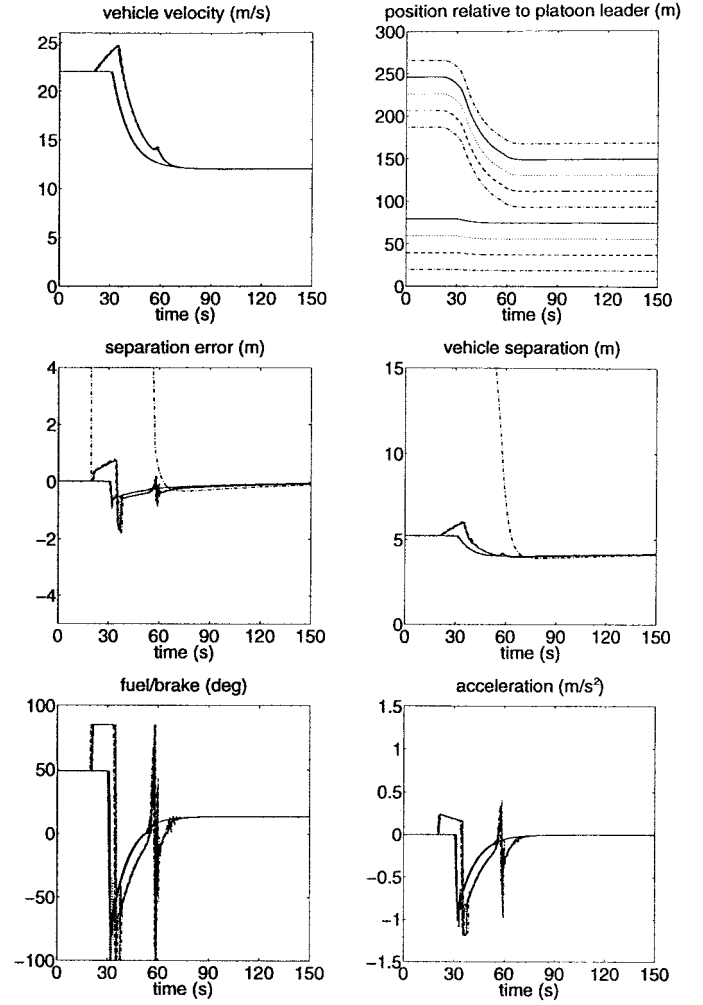 vehicle velocity (m/s)
25
20
15
10
5
0
0 30 60 90 120 150
time (s)
position relative to platoon leader (m)
300
250
200
150
100
50
0
0 30 60 90 120 150
time (s)
separation error (m)
4
2
0
−2
−4
0 30 60 90 120 150
time (s)
vehicle separation (m)
15
10
5
0
0 30 60 90 120 150
time (s)
fuel/brake (deg)
100
50
0
−50
−100
0 30 60 90 120 150
time (s)
acceleration (m/s²)
1.5
1
0.5
0
−0.5
−1
−1.5
0 30 60 90 120 150
time (s)